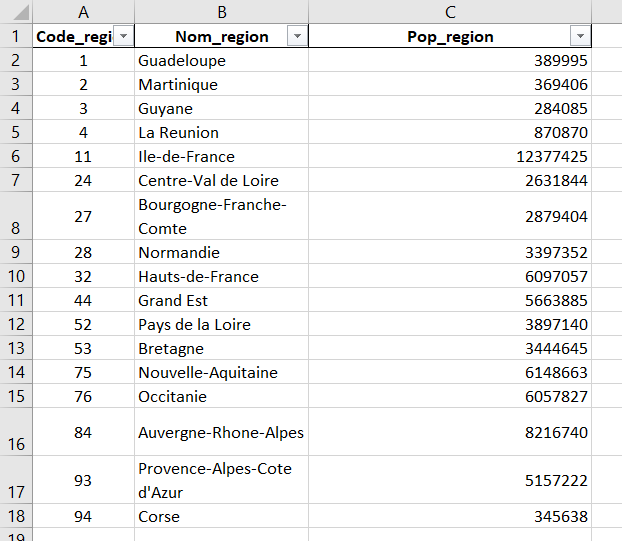 A B C
1 Code_regi Nom_region Pop_region
2 1 Guadeloupe 389995
3 2 Martinique 369406
4 3 Guyane 284085
5 4 La Reunion 870870
6 11 Ile-de-France 12377425
7 24 Centre-Val de Loire 2631844
8 27 Bourgogne-Franche-
Comte 2879404
9 28 Normandie 3397352
10 32 Hauts-de-France 6097057
11 44 Grand Est 5663885
12 52 Pays de la Loire 3897140
13 53 Bretagne 3444645
14 75 Nouvelle-Aquitaine 6148663
15 76 Occitanie 6057827
16 84 Auvergne-Rhone-Alpes 8216740
17 93 Provence-Alpes-Cote
d'Azur 5157222
18 94 Corse 345638
19